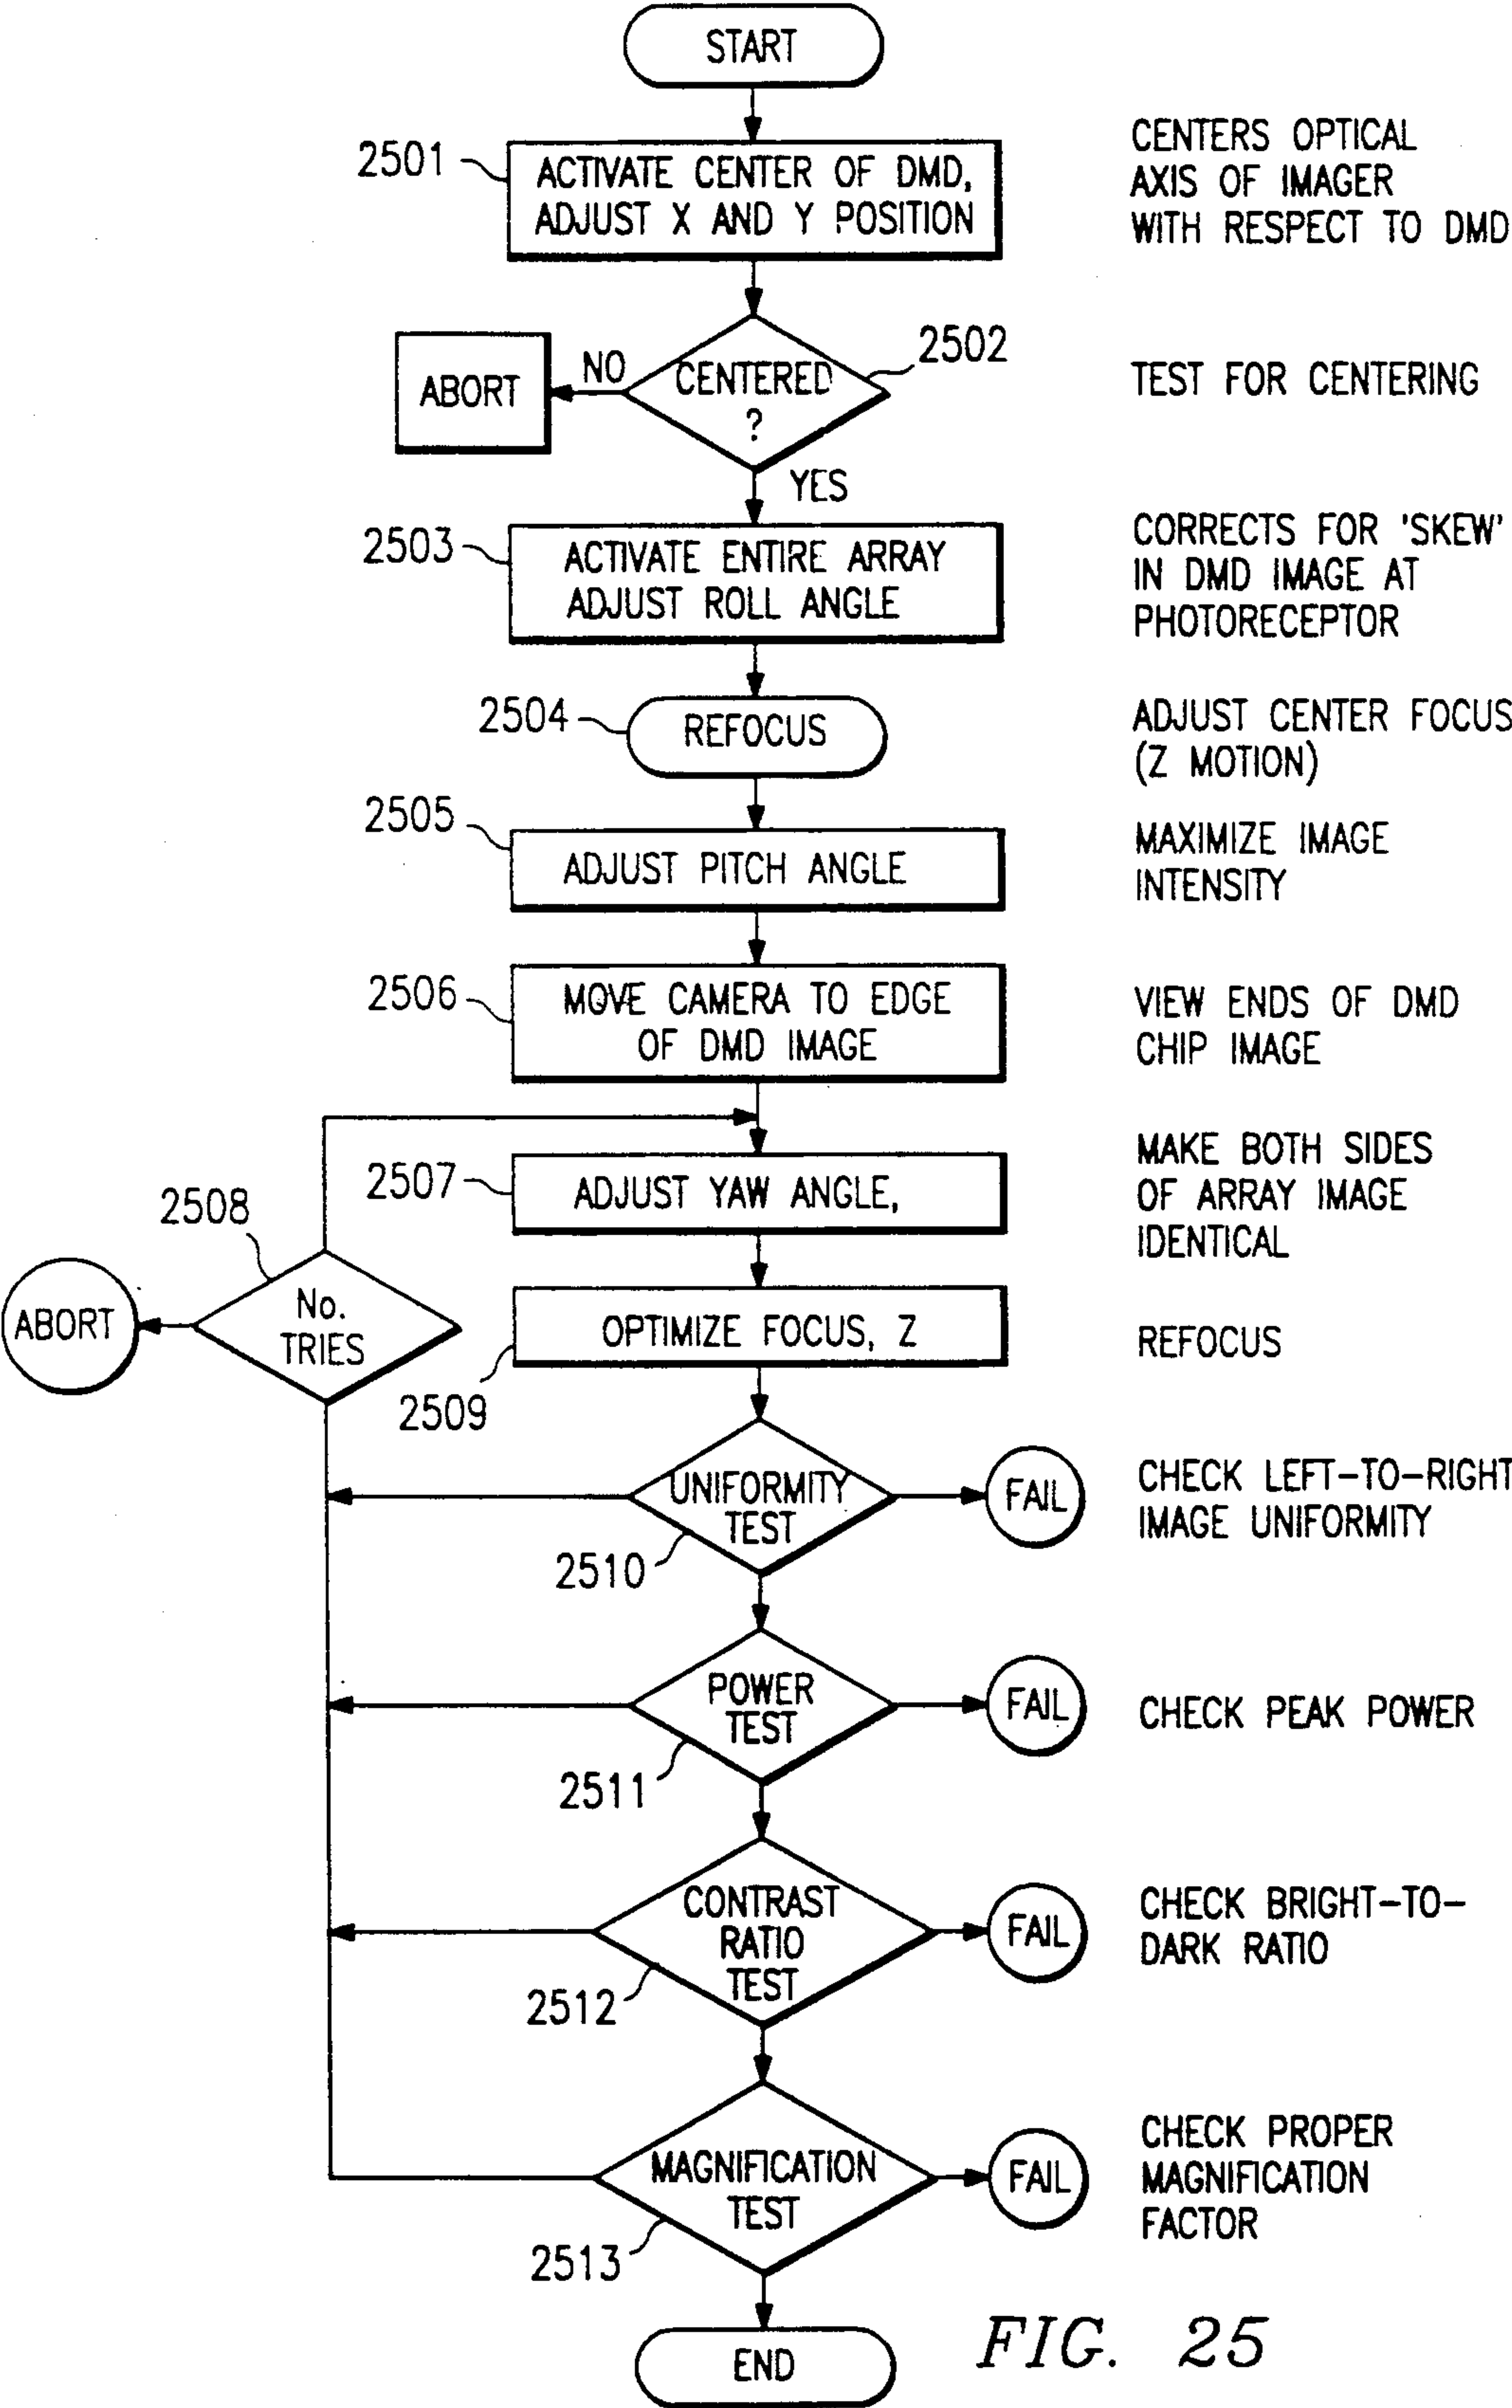 START
2501
ACTIVATE CENTER OF DMD,
ADJUST X AND Y POSITION
CENTERS OPTICAL
AXIS OF IMAGER
WITH RESPECT TO DMD
ABORT
NO
CENTERED
?
2502
TEST FOR CENTERING
YES
2503
ACTIVATE ENTIRE ARRAY
ADJUST ROLL ANGLE
CORRECTS FOR 'SKEW'
IN DMD IMAGE AT
PHOTORECEPTOR
2504
REFOCUS
ADJUST CENTER FOCUS
(Z MOTION)
2505
ADJUST PITCH ANGLE
MAXIMIZE IMAGE
INTENSITY
2506
MOVE CAMERA TO EDGE
OF DMD IMAGE
VIEW ENDS OF DMD
CHIP IMAGE
2507
ADJUST YAW ANGLE,
MAKE BOTH SIDES
OF ARRAY IMAGE
IDENTICAL
2508
ABORT
No.
TRIES
2509
OPTIMIZE FOCUS, Z
REFOCUS
UNIFORMITY
TEST
2510
FAIL
CHECK LEFT-TO-RIGHT
IMAGE UNIFORMITY
POWER
TEST
2511
FAIL
CHECK PEAK POWER
CONTRAST
RATIO
TEST
2512
FAIL
CHECK BRIGHT-TO-
DARK RATIO
MAGNIFICATION
TEST
2513
FAIL
CHECK PROPER
MAGNIFICATION
FACTOR
END
FIG. 25